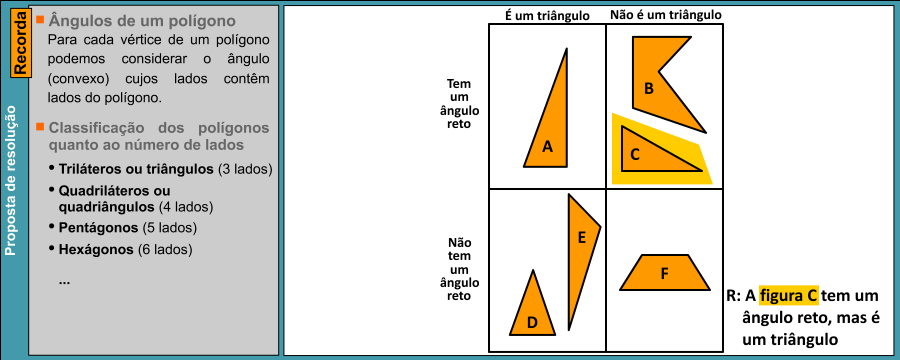 Recorda
Proposta de resolução
Ângulos de um polígono
Para cada vértice de um polígono
podemos considerar o ângulo
(convexo) cujos lados contêm
lados do polígono.
Classificação dos polígonos
quanto ao número de lados
• Triláteros ou triângulos (3 lados)
• Quadriláteros ou
quadriângulos (4 lados)
• Pentágonos (5 lados)
• Hexágonos (6 lados)
...
É um triângulo
Não é um triângulo
Tem
um
ângulo
reto
A
B
C
Não
tem
um
ângulo
reto
D
E
F
R: A figura C tem um
ângulo reto, mas é
um triângulo